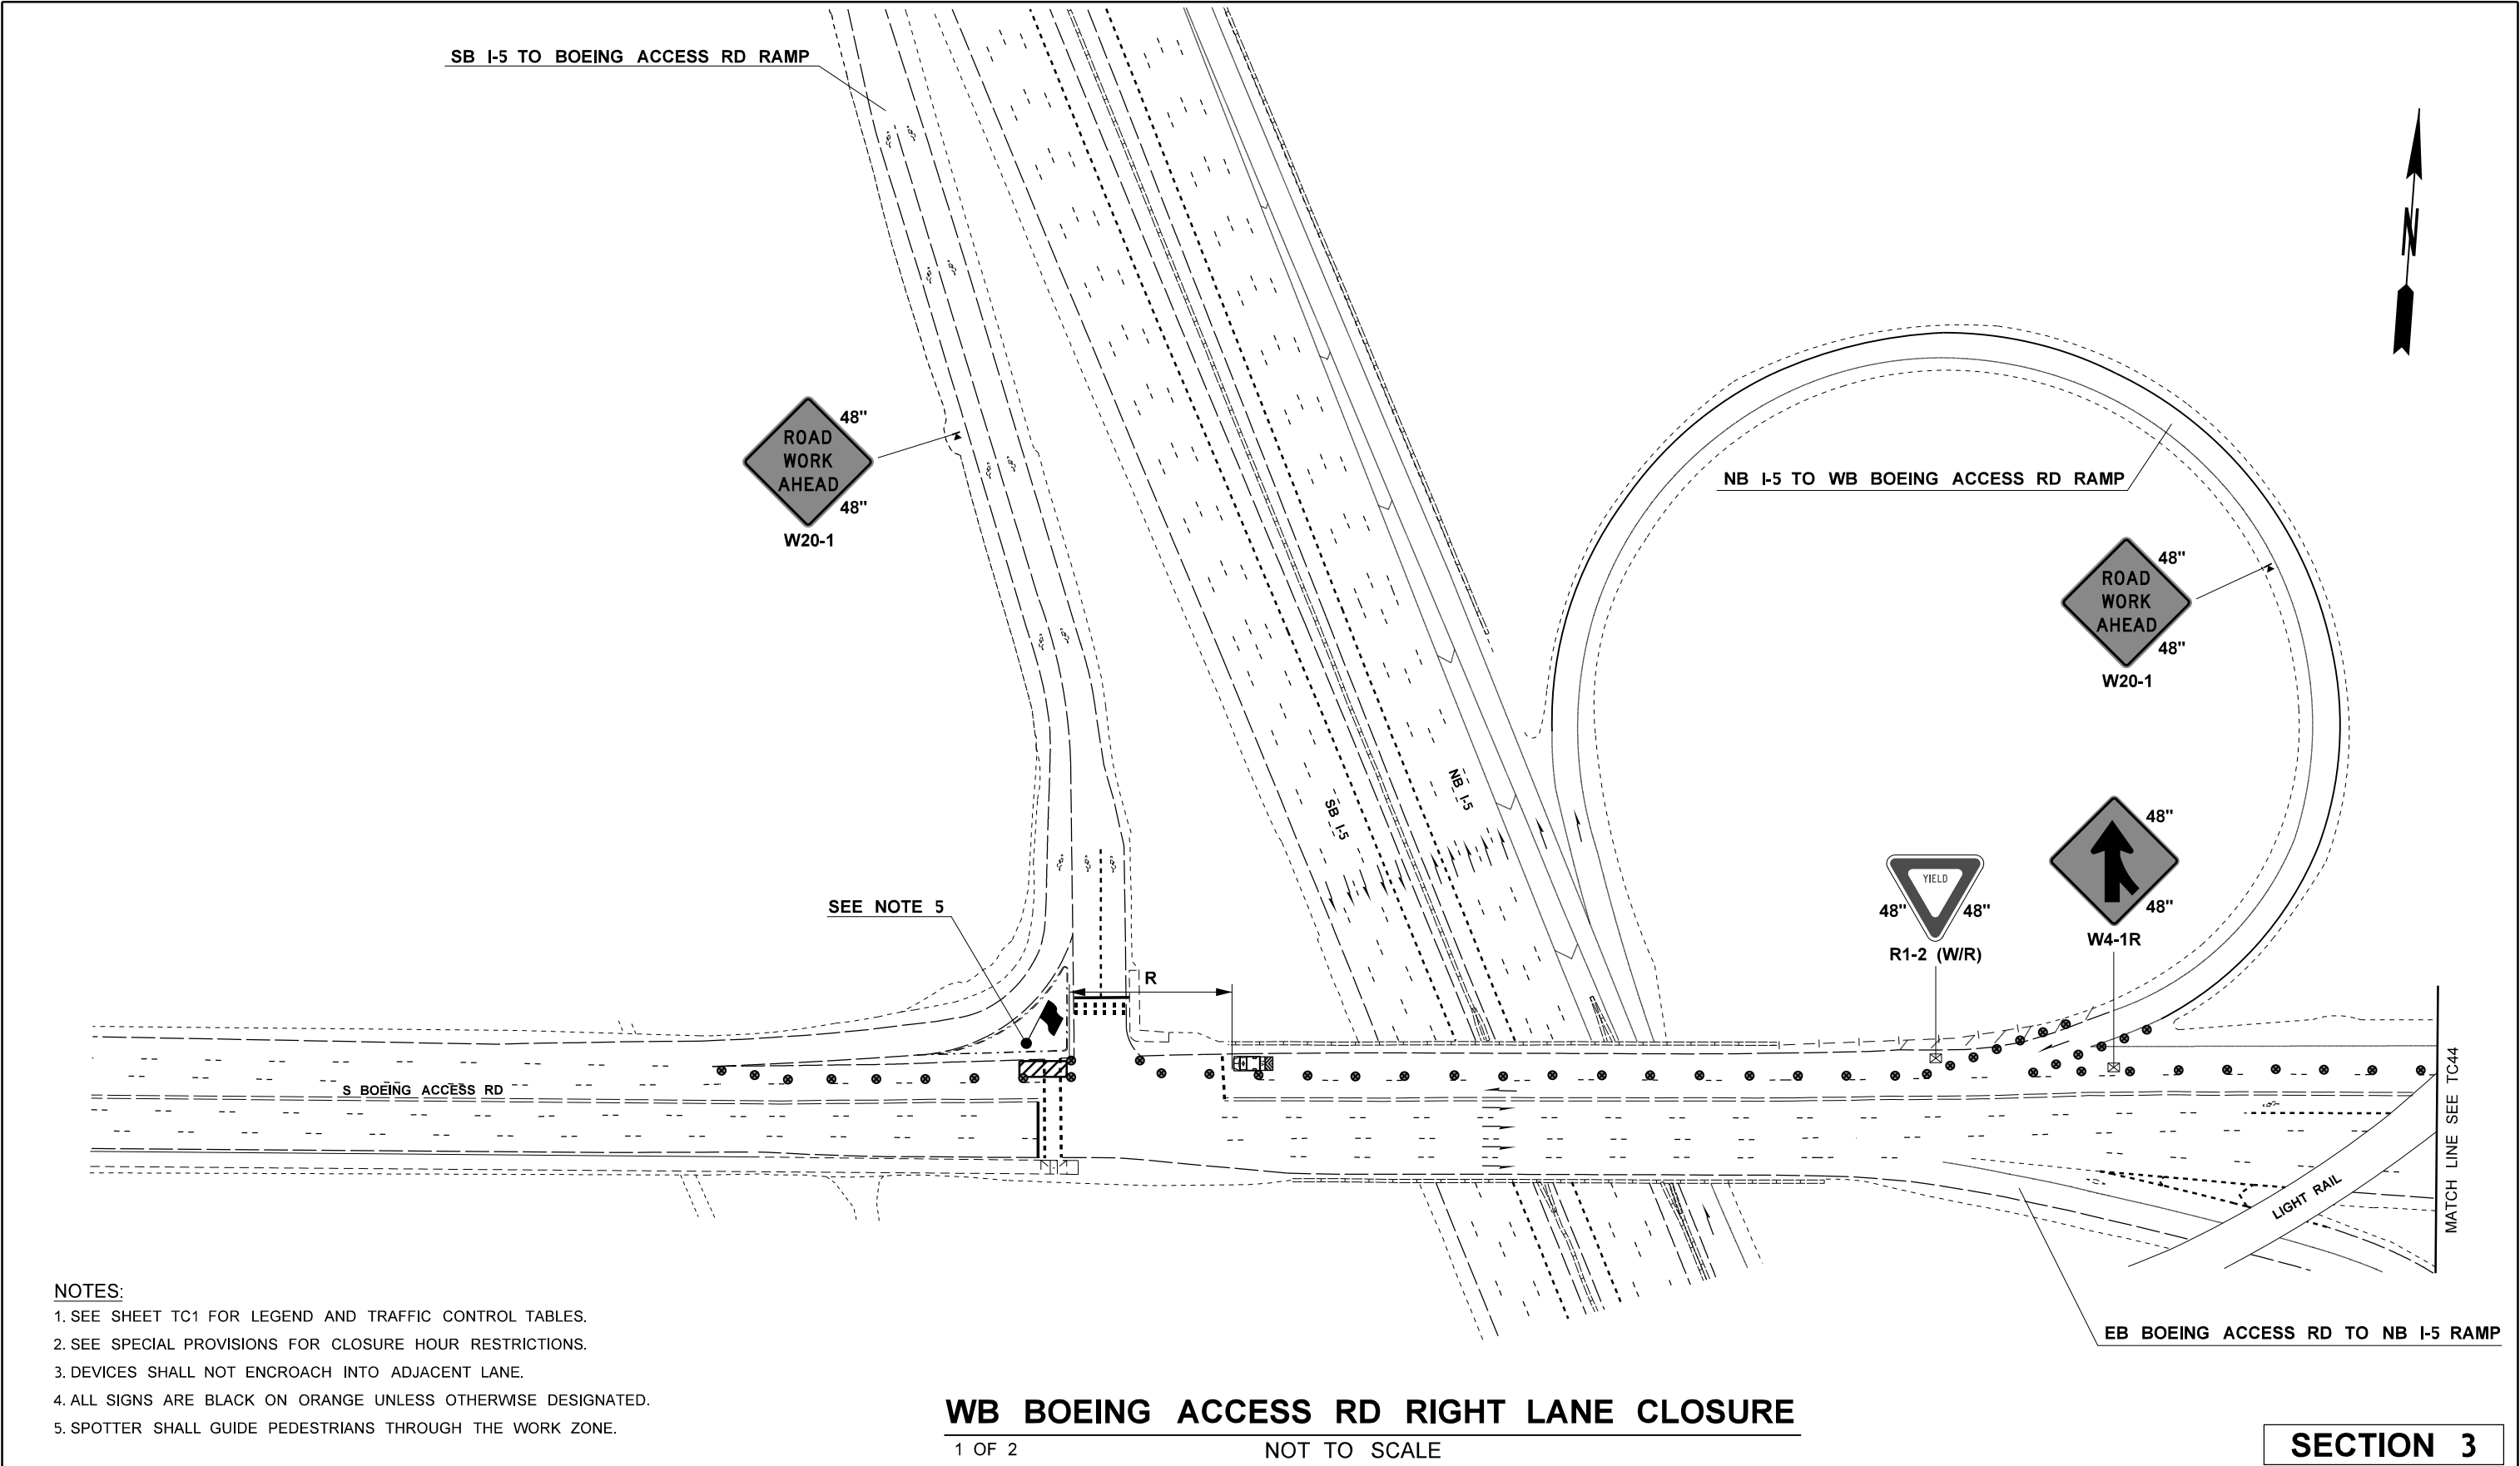 SB I-5 TO BOEING ACCESS RD RAMP
N
ROAD
WORK
AHEAD
48"
48"
W20-1
NB I-5 TO WB BOEING ACCESS RD RAMP
ROAD
WORK
AHEAD
48"
48"
W20-1
SB I-5
NB I-5
YIELD
48"
48"
R1-2 (W/R)
48"
48"
W4-1R
SEE NOTE 5
R
S BOEING ACCESS RD
MATCH LINE SEE TC44
LIGHT RAIL
EB BOEING ACCESS RD TO NB I-5 RAMP
NOTES:
1. SEE SHEET TC1 FOR LEGEND AND TRAFFIC CONTROL TABLES.
2. SEE SPECIAL PROVISIONS FOR CLOSURE HOUR RESTRICTIONS.
3. DEVICES SHALL NOT ENCROACH INTO ADJACENT LANE.
4. ALL SIGNS ARE BLACK ON ORANGE UNLESS OTHERWISE DESIGNATED.
5. SPOTTER SHALL GUIDE PEDESTRIANS THROUGH THE WORK ZONE.
WB BOEING ACCESS RD RIGHT LANE CLOSURE
1 OF 2
NOT TO SCALE
SECTION 3